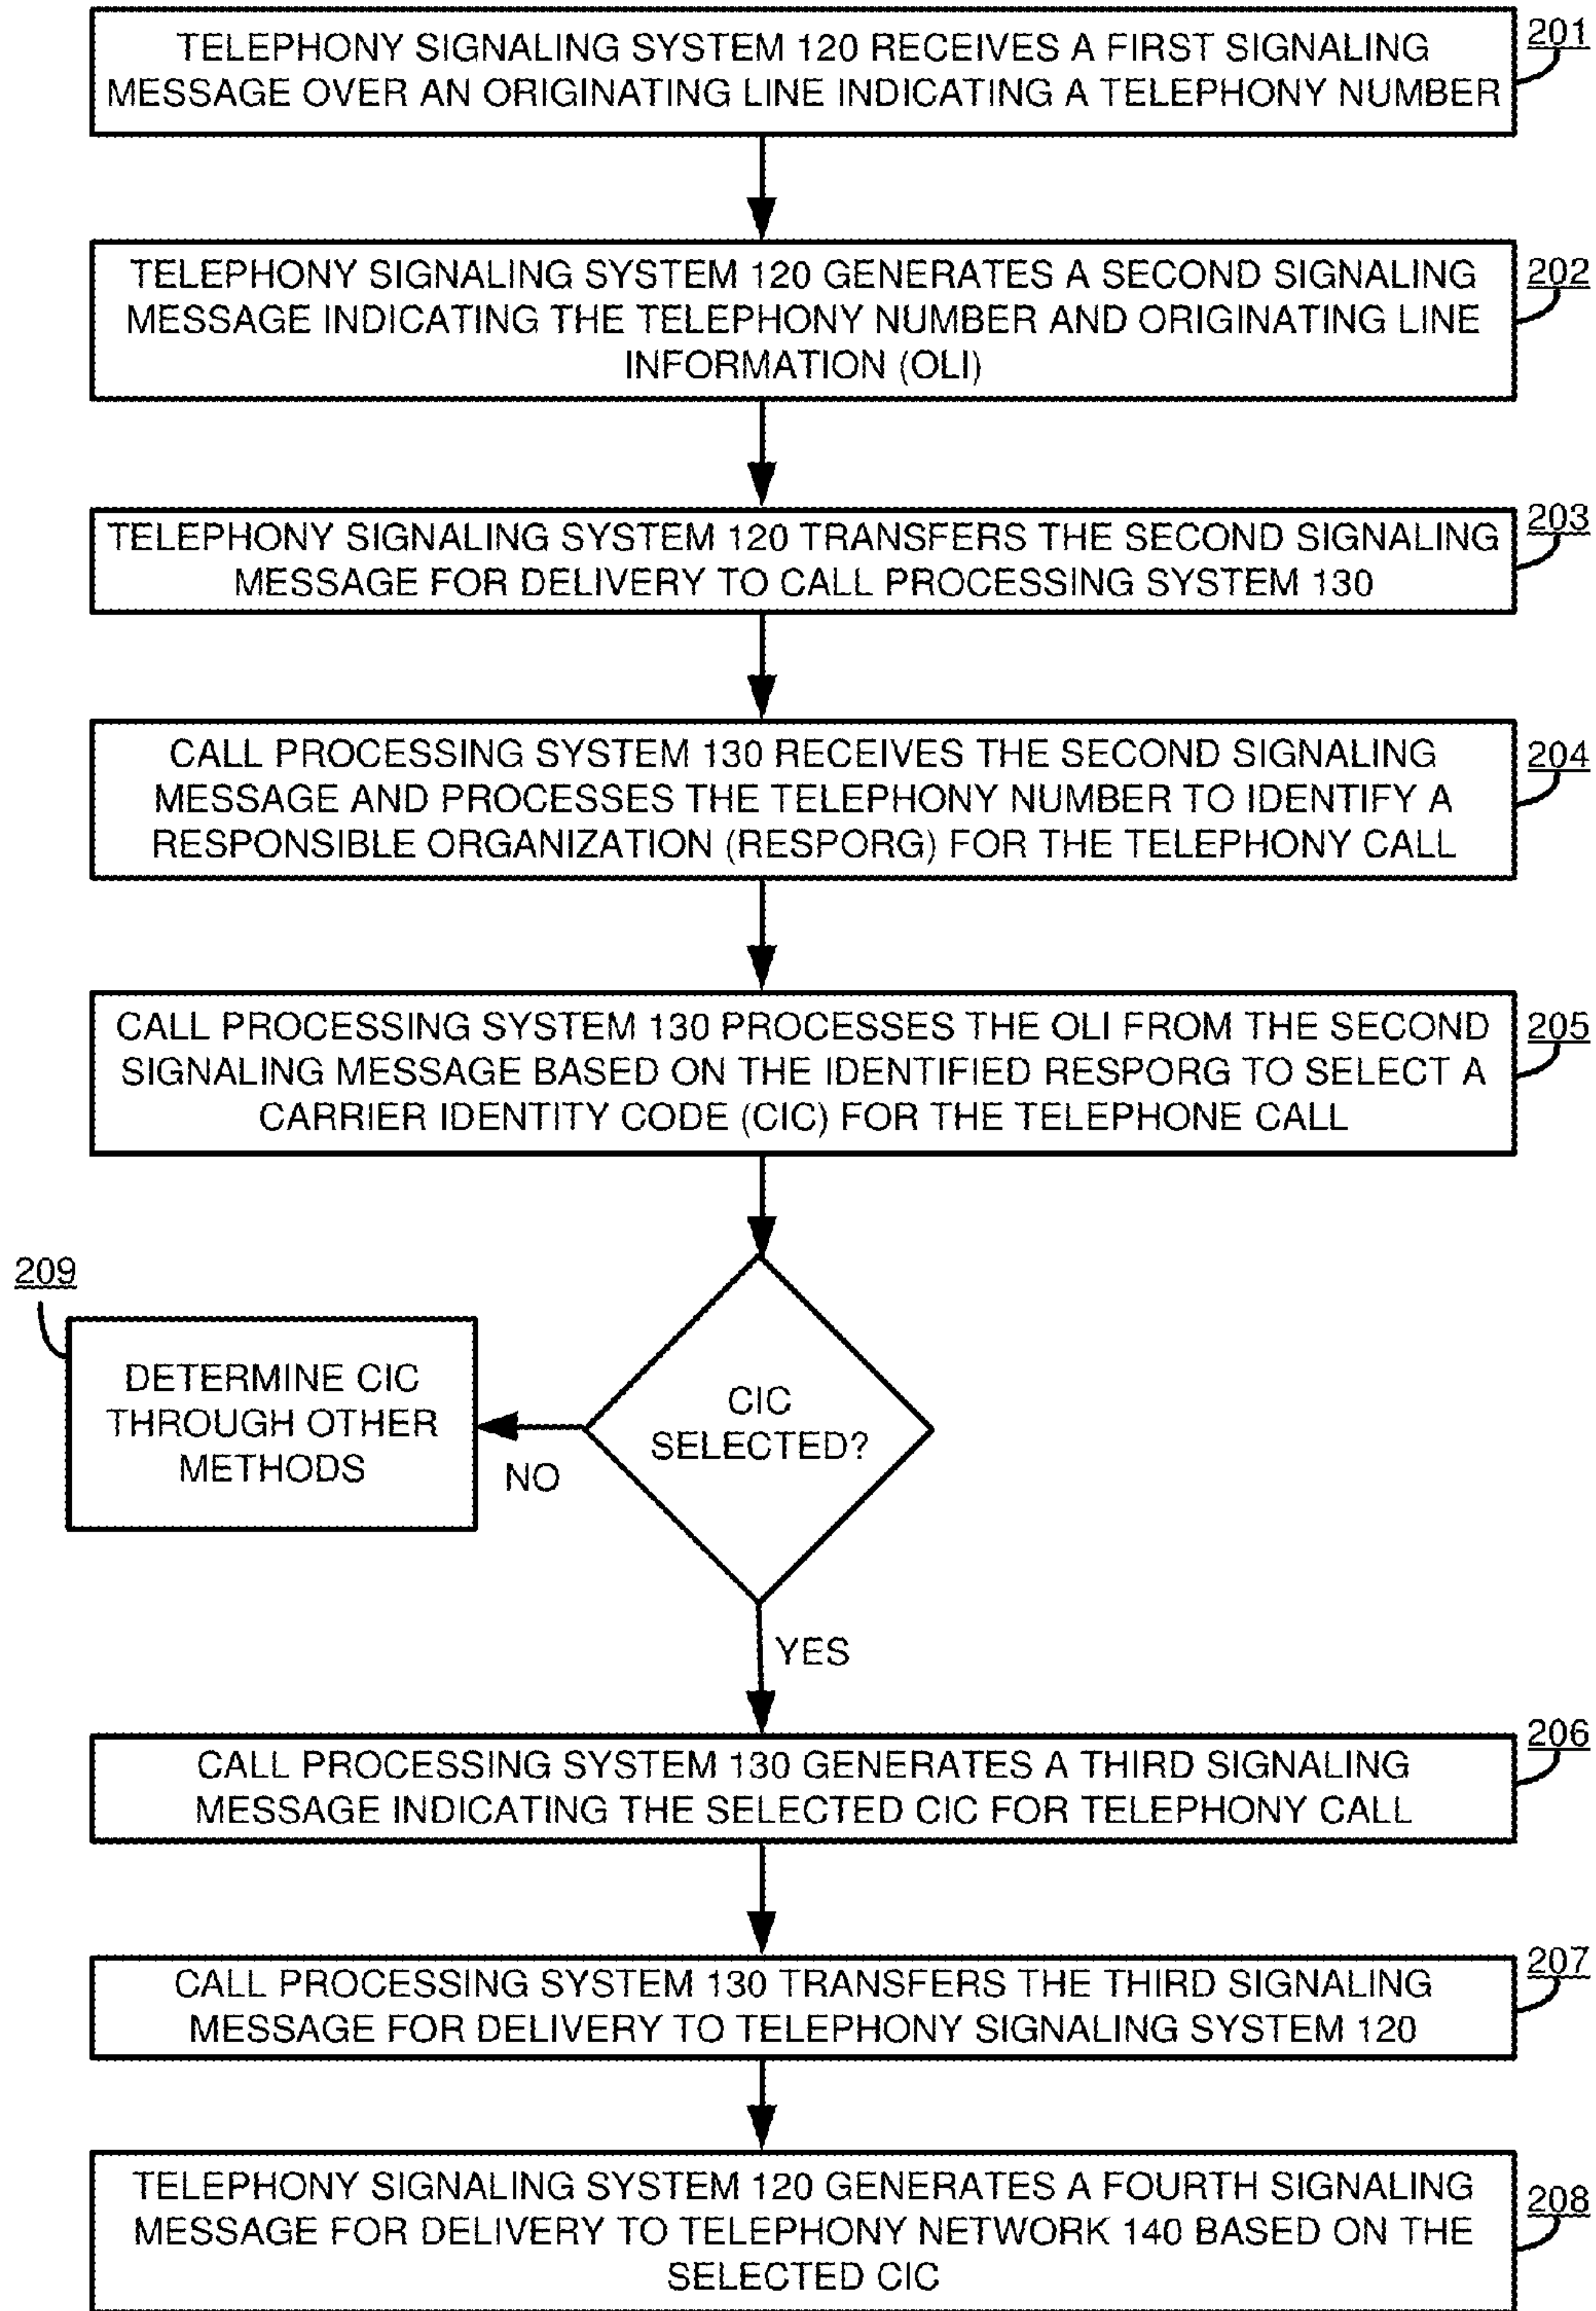 TELEPHONY SIGNALING SYSTEM 120 RECEIVES A FIRST SIGNALING
MESSAGE OVER AN ORIGINATING LINE INDICATING A TELEPHONY NUMBER
201
TELEPHONY SIGNALING SYSTEM 120 GENERATES A SECOND SIGNALING
MESSAGE INDICATING THE TELEPHONY NUMBER AND ORIGINATING LINE
INFORMATION (OLI)
202
TELEPHONY SIGNALING SYSTEM 120 TRANSFERS THE SECOND SIGNALING
MESSAGE FOR DELIVERY TO CALL PROCESSING SYSTEM 130
203
CALL PROCESSING SYSTEM 130 RECEIVES THE SECOND SIGNALING
MESSAGE AND PROCESSES THE TELEPHONY NUMBER TO IDENTIFY A
RESPONSIBLE ORGANIZATION (RESPORG) FOR THE TELEPHONY CALL
204
CALL PROCESSING SYSTEM 130 PROCESSES THE OLI FROM THE SECOND
SIGNALING MESSAGE BASED ON THE IDENTIFIED RESPORG TO SELECT A
CARRIER IDENTITY CODE (CIC) FOR THE TELEPHONE CALL
205
209
DETERMINE CIC
THROUGH OTHER
METHODS
NO
CIC
SELECTED?
YES
CALL PROCESSING SYSTEM 130 GENERATES A THIRD SIGNALING
MESSAGE INDICATING THE SELECTED CIC FOR TELEPHONY CALL
206
CALL PROCESSING SYSTEM 130 TRANSFERS THE THIRD SIGNALING
MESSAGE FOR DELIVERY TO TELEPHONY SIGNALING SYSTEM 120
207
TELEPHONY SIGNALING SYSTEM 120 GENERATES A FOURTH SIGNALING
MESSAGE FOR DELIVERY TO TELEPHONY NETWORK 140 BASED ON THE
SELECTED CIC
208